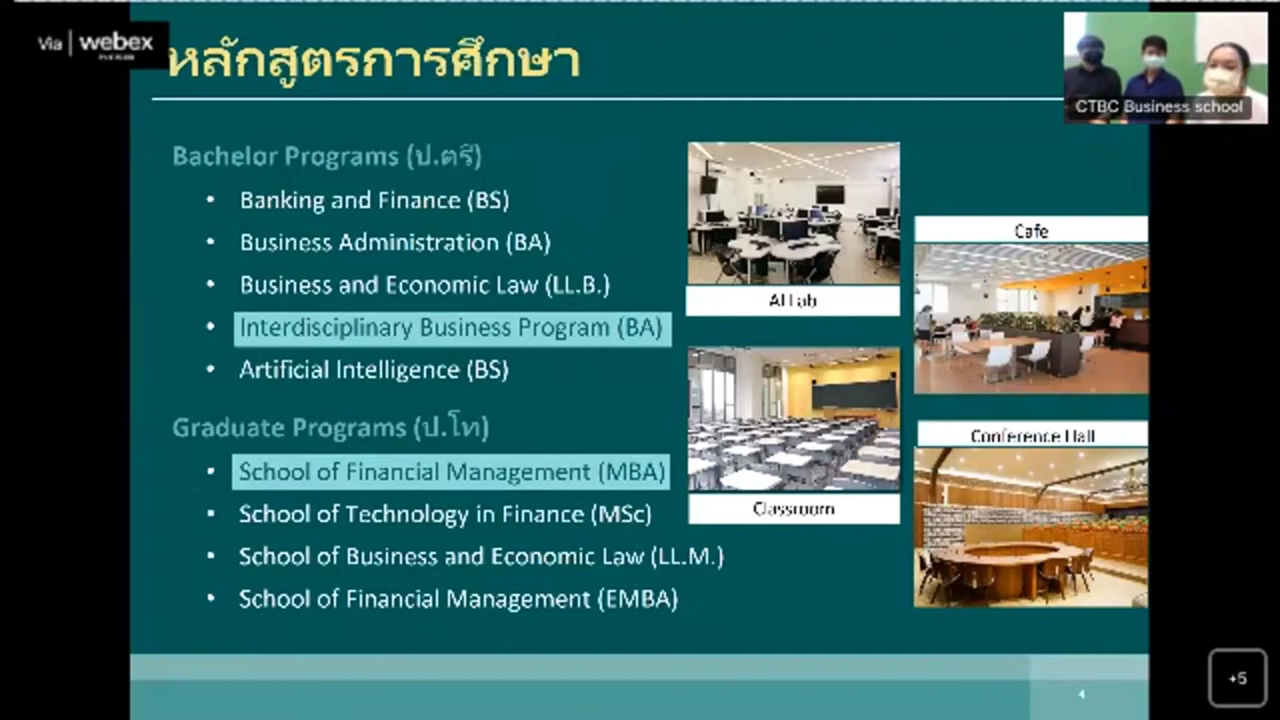 Via | webex
หลักสูตรการศึกษา
CTBC Business school
Bachelor Programs (ป.ตรี)
• Banking and Finance (BS)
• Business Administration (BA)
• Business and Economic Law (LL.B.)
• Interdisciplinary Business Program (BA)
• Artificial Intelligence (BS)
Graduate Programs (ป.โท)
• School of Financial Management (MBA)
• School of Technology in Finance (MSc)
• School of Business and Economic Law (LL.M.)
• School of Financial Management (EMBA)
AI Lab
Cafe
Classroom
Conference Hall
4
+5